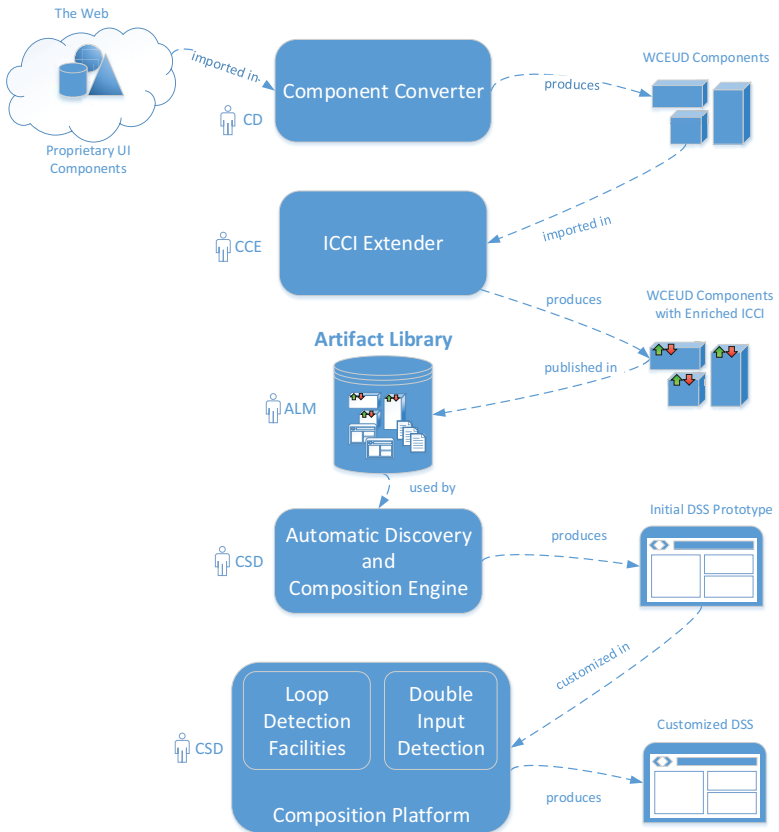 The Web
imported in
Component Converter
produces
WCEUD Components
CD
Proprietary UI
Components
imported in
ICCI Extender
CCE
produces
WCEUD Components
with Enriched ICCI
Artifact Library
published in
ALM
used by
Initial DSS Prototype
Automatic Discovery
and
Composition Engine
produces
CSD
customized in
Loop
Detection
Facilities
Double
Input
Detection
Customized DSS
CSD
produces
Composition Platform